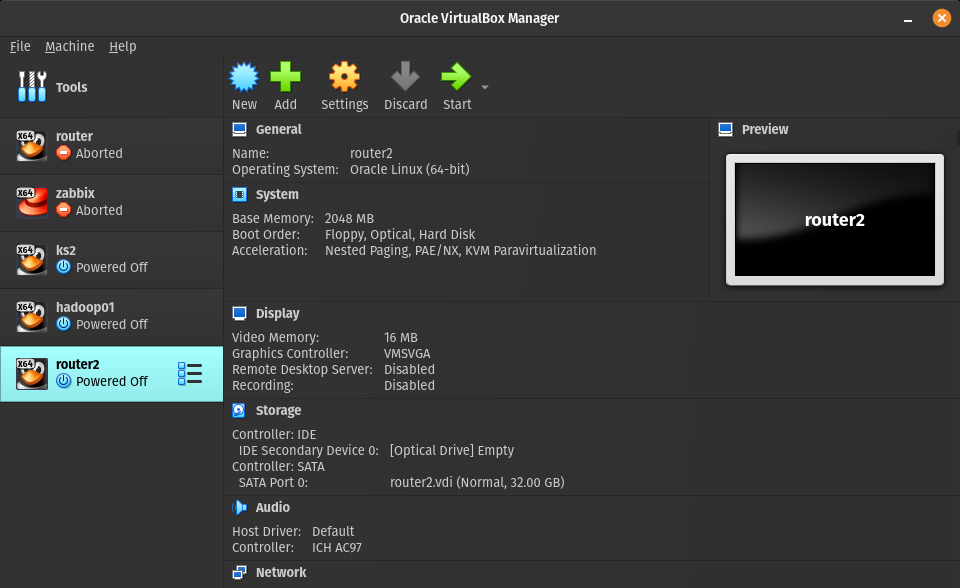 Oracle VirtualBox Manager
File Machine Help
Tools
New Add Settings Discard Start
X64 router
Aborted
X64 zabbix
Aborted
X64 ks2
Powered Off
X64 hadoop01
Powered Off
X64 router2
Powered Off
General
Name: router2
Operating System: Oracle Linux (64-bit)
System
Base Memory: 2048 MB
Boot Order: Floppy, Optical, Hard Disk
Acceleration: Nested Paging, PAE/NX, KVM Paravirtualization
Preview
router2
Display
Video Memory: 16 MB
Graphics Controller: VMSVGA
Remote Desktop Server: Disabled
Recording: Disabled
Storage
Controller: IDE
IDE Secondary Device 0: [Optical Drive] Empty
Controller: SATA
SATA Port 0: router2.vdi (Normal, 32.00 GB)
Audio
Host Driver: Default
Controller: ICH AC97
Network